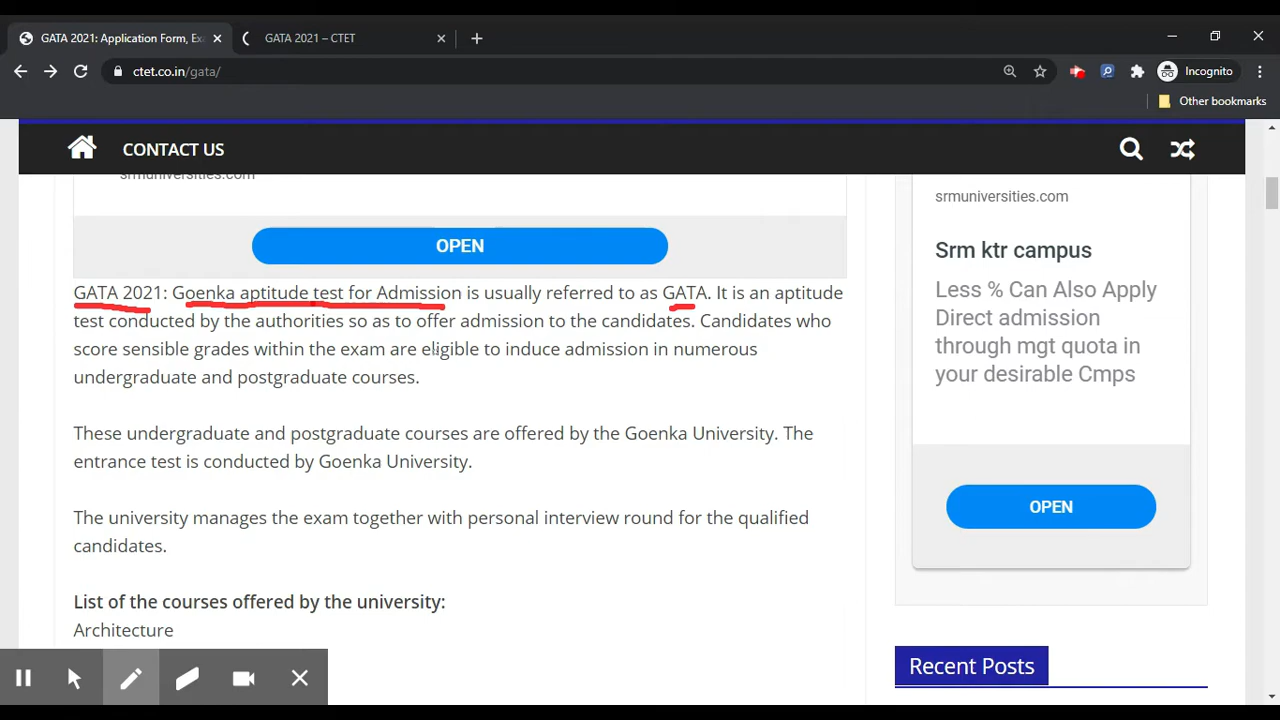 GATA 2021: Application Form, Ex
GATA 2021 – CTET
ctet.co.in/gata/
Incognito
Other bookmarks
CONTACT US
srmuniversities.com
OPEN
GATA 2021: Goenka aptitude test for Admission is usually referred to as GATA. It is an aptitude
test conducted by the authorities so as to offer admission to the candidates. Candidates who
score sensible grades within the exam are eligible to induce admission in numerous
undergraduate and postgraduate courses.
These undergraduate and postgraduate courses are offered by the Goenka University. The
entrance test is conducted by Goenka University.
The university manages the exam together with personal interview round for the qualified
candidates.
List of the courses offered by the university:
Architecture
srmuniversities.com
Srm ktr campus
Less % Can Also Apply
Direct admission
through mgt quota in
your desirable Cmps
OPEN
Recent Posts